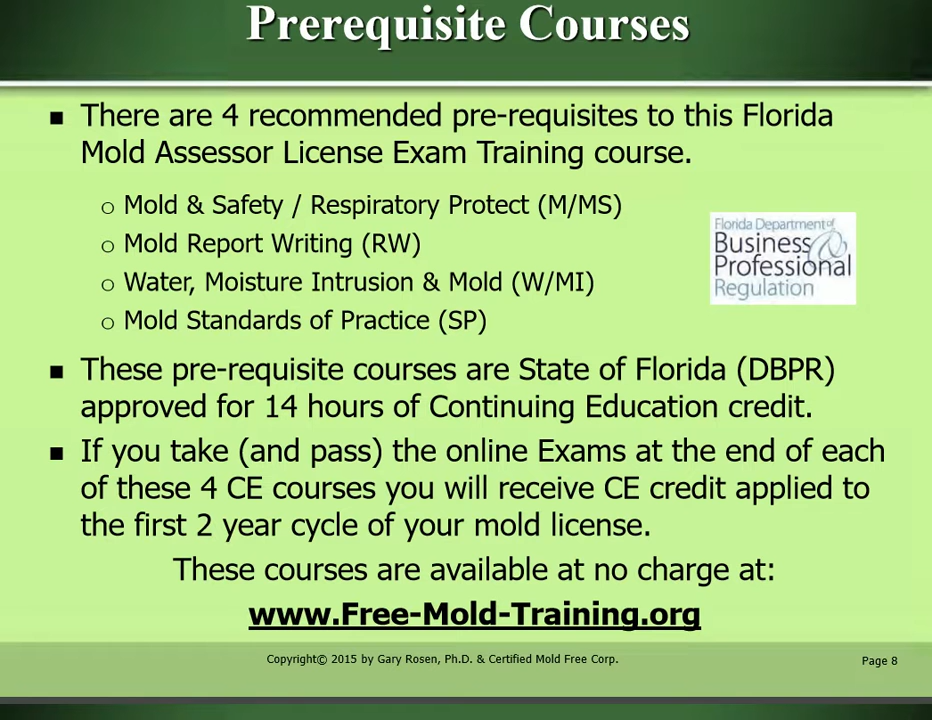 Prerequisite Courses
■ There are 4 recommended pre-requisites to this Florida
Mold Assessor License Exam Training course.
o Mold & Safety / Respiratory Protect (M/MS)
o Mold Report Writing (RW)
o Water, Moisture Intrusion & Mold (W/MI)
o Mold Standards of Practice (SP)
Florida Department of
Business &
Professional
Regulation
■ These pre-requisite courses are State of Florida (DBPR)
approved for 14 hours of Continuing Education credit.
■ If you take (and pass) the online Exams at the end of each
of these 4 CE courses you will receive CE credit applied to
the first 2 year cycle of your mold license.
These courses are available at no charge at:
www.Free-Mold-Training.org
Copyright© 2015 by Gary Rosen, Ph.D. & Certified Mold Free Corp.
Page 8